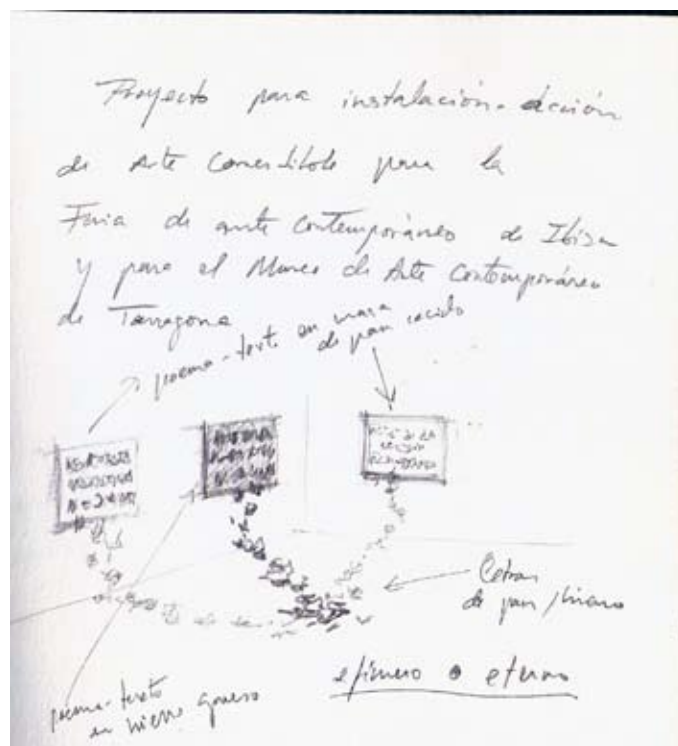 Proyecto para instalación-acción
de Arte Comestible para la
Feria de arte contemporáneo de Ibiza
y para el Museo de Arte Contemporáneo
de Tarragona
poema-texto en masa
de pan cocido
Letras
de pan/hierro
poema-texto
en hierro grueso
efímero o eterno